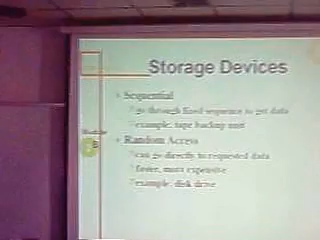 Storage Devices
Sequential
go through fixed sequence to get data
example: tape backup unit
Module
B
Random Access
can go directly to requested data
faster, more expensive
example: disk drive